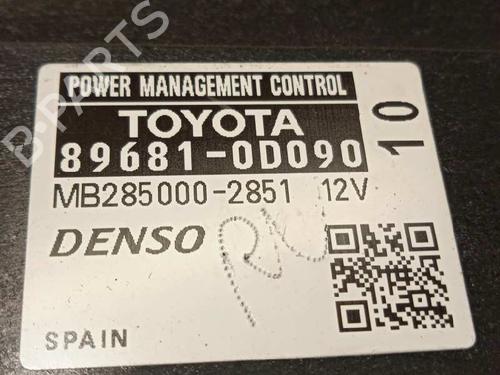 POWER MANAGEMENT CONTROL
TOYOTA
89681-0D090
10
MB285000-2851 12V
DENSO
SPAIN
B-PARTS